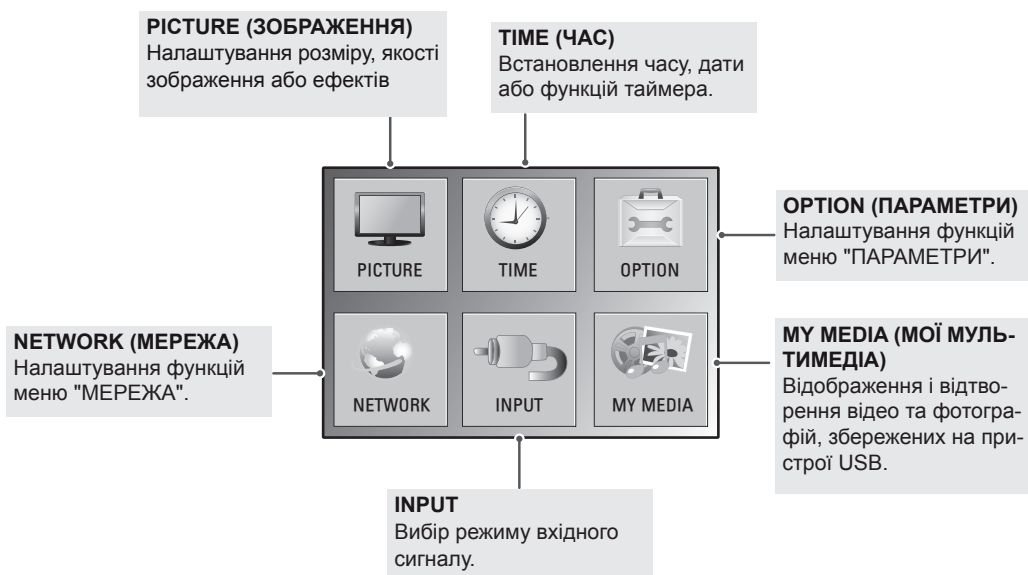 PICTURE (ЗОБРАЖЕННЯ)
Налаштування розміру, якості
зображення або ефектів
TIME (ЧАС)
Встановлення часу, дати
або функцій таймера.
PICTURE
TIME
OPTION
OPTION (ПАРАМЕТРИ)
Налаштування функцій
меню "ПАРАМЕТРИ".
NETWORK (МЕРЕЖА)
Налаштування функцій
меню "МЕРЕЖА".
NETWORK
INPUT
MY MEDIA
MY MEDIA (МОЇ МУЛЬ-
ТИМЕДІА)
Відображення і відтво-
рення відео та фотогра-
фій, збережених на при-
строї USB.
INPUT
Вибір режиму вхідного
сигналу.